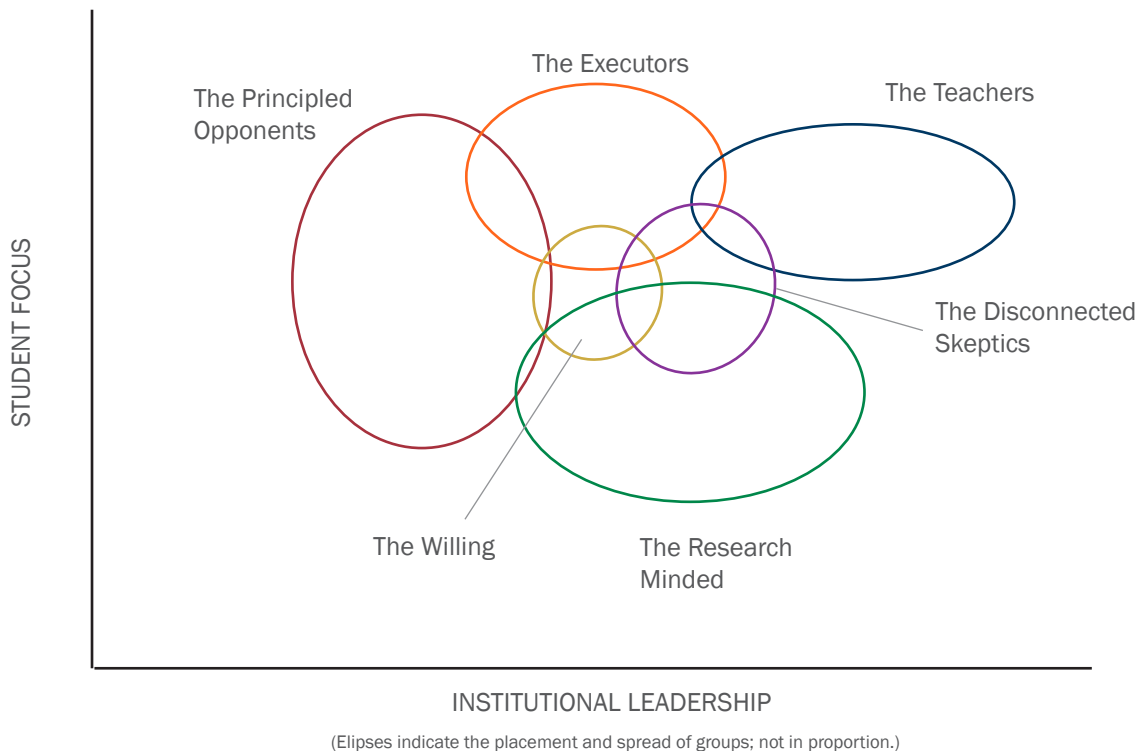 The Executors
The Principled
Opponents
The Teachers
STUDENT FOCUS
The Disconnected
Skeptics
The Willing
The Research
Minded
INSTITUTIONAL LEADERSHIP
(Elipses indicate the placement and spread of groups; not in proportion.)